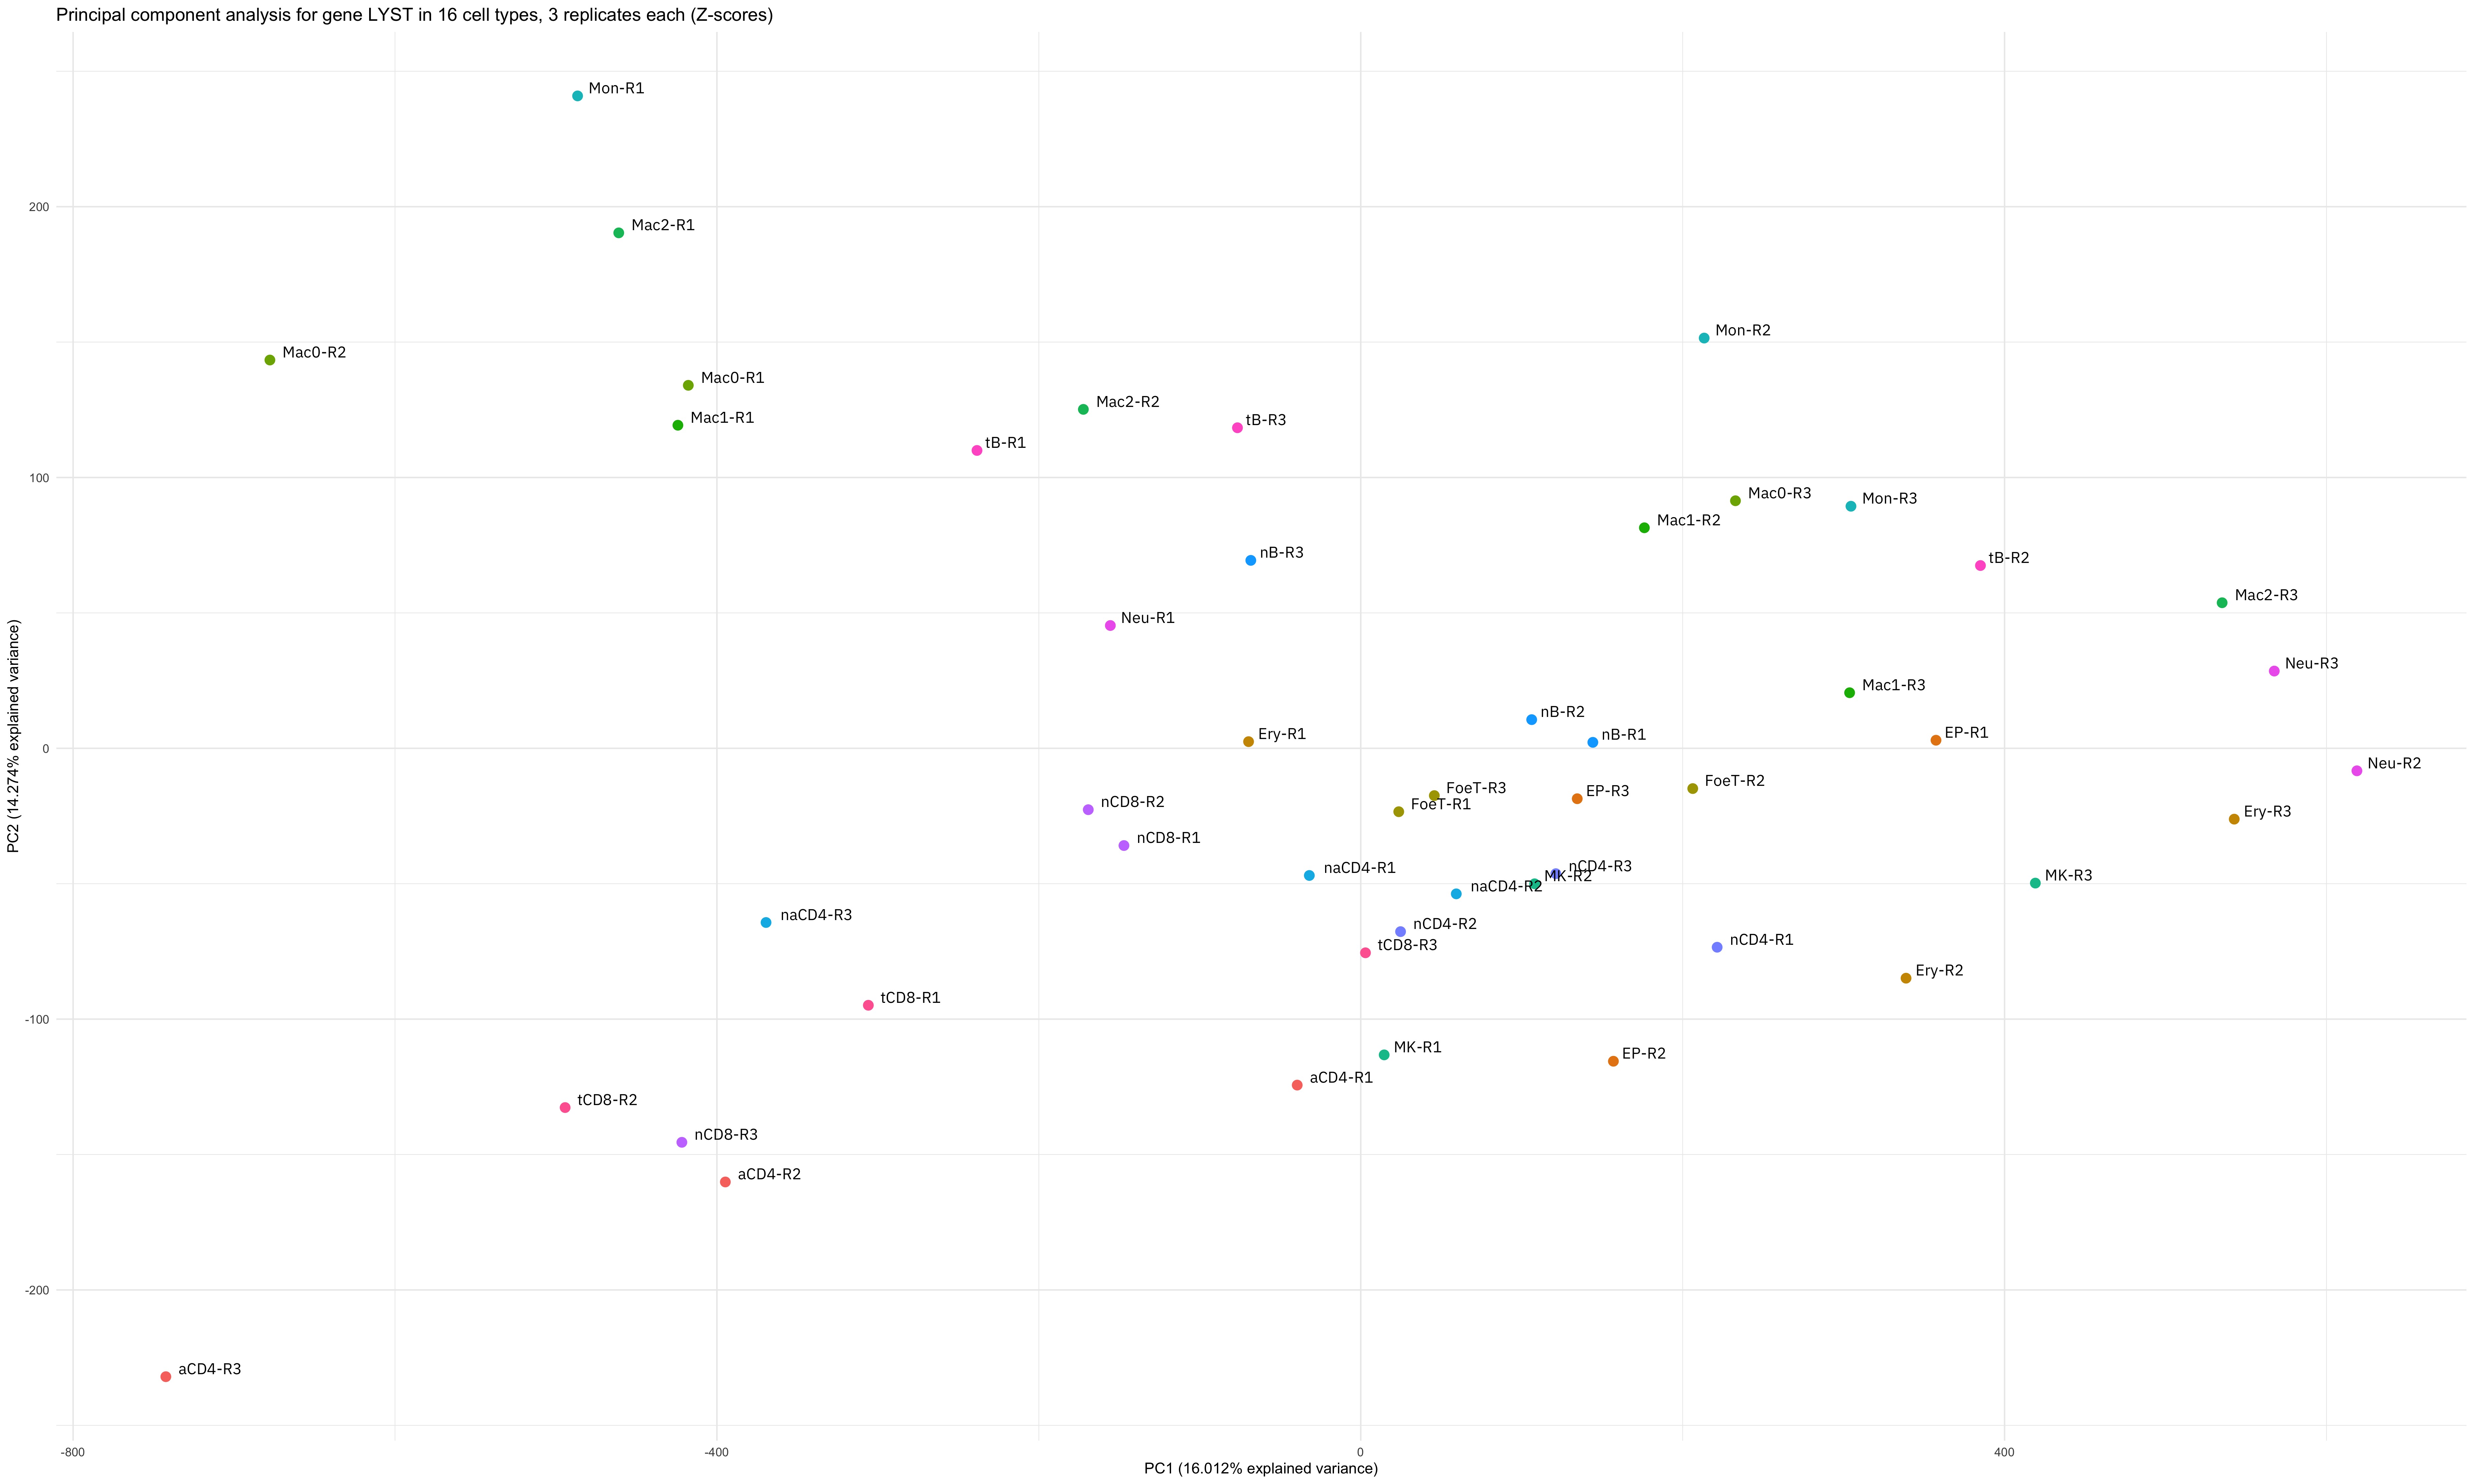 Principal component analysis for gene LYST in 16 cell types, 3 replicates each (Z-scores)
Mon-R1
200
Mac2-R1
Mon-R2
Mac0-R2
Mac0-R1
Mac2-R2
Mac1-R1
tB-R3
tB-R1
100
Mac0-R3
Mon-R3
Mac1-R2
nB-R3
tB-R2
Mac2-R3
Neu-R1
Neu-R3
Mac1-R3
nB-R2
Ery-R1
nB-R1
EP-R1
0
Neu-R2
FoeT-R2
FoeT-R3
EP-R3
nCD8-R2
FoeT-R1
Ery-R3
nCD8-R1
naCD4-R1
nCD4-R3
MK-R2
MK-R3
naCD4-R2
naCD4-R3
nCD4-R2
nCD4-R1
tCD8-R3
Ery-R2
tCD8-R1
-100
MK-R1
EP-R2
aCD4-R1
tCD8-R2
nCD8-R3
aCD4-R2
-200
aCD4-R3
PC2 (14.274% explained variance)
-800
-400
0
400
PC1 (16.012% explained variance)